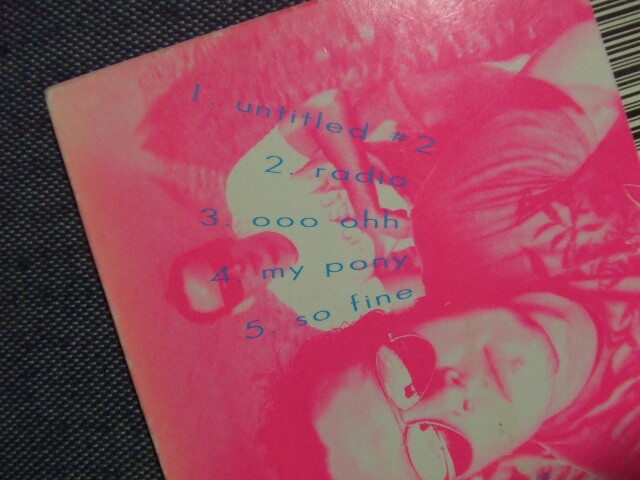 1. untitled #2
2. radio
3. ooo ohh
4. my pony
5. so fine